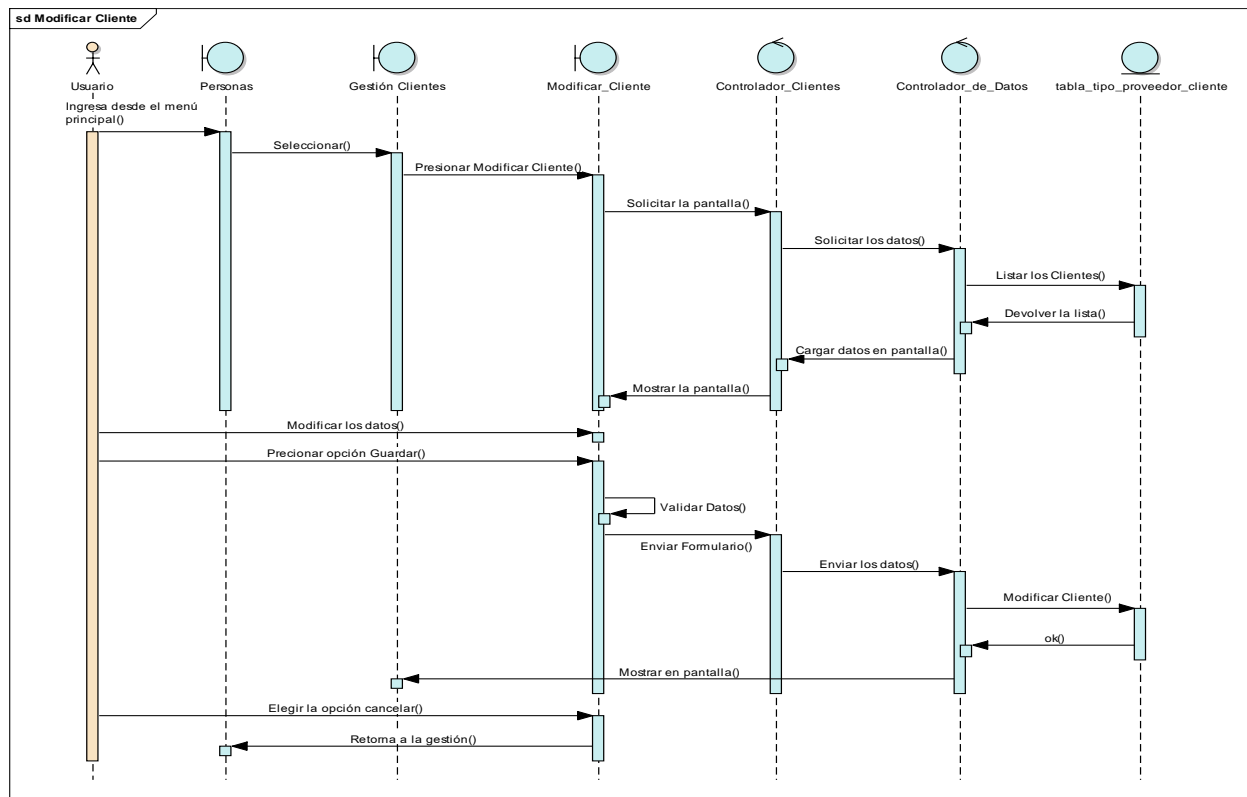 sd Modificar Cliente
Usuario
Personas
Gestión Clientes
Modificar_Cliente
Controlador_Clientes
Controlador_de_Datos
tabla_tipo_proveedor_cliente
Ingresa desde el menú
principal()
Seleccionar()
Presionar Modificar Cliente()
Solicitar la pantalla()
Solicitar los datos()
Listar los Clientes()
Devolver la lista()
Cargar datos en pantalla()
Mostrar la pantalla()
Modificar los datos()
Precionar opción Guardar()
Validar Datos()
Enviar Formulario()
Enviar los datos()
Modificar Cliente()
ok()
Mostrar en pantalla()
Elegir la opción cancelar()
Retorna a la gestión()